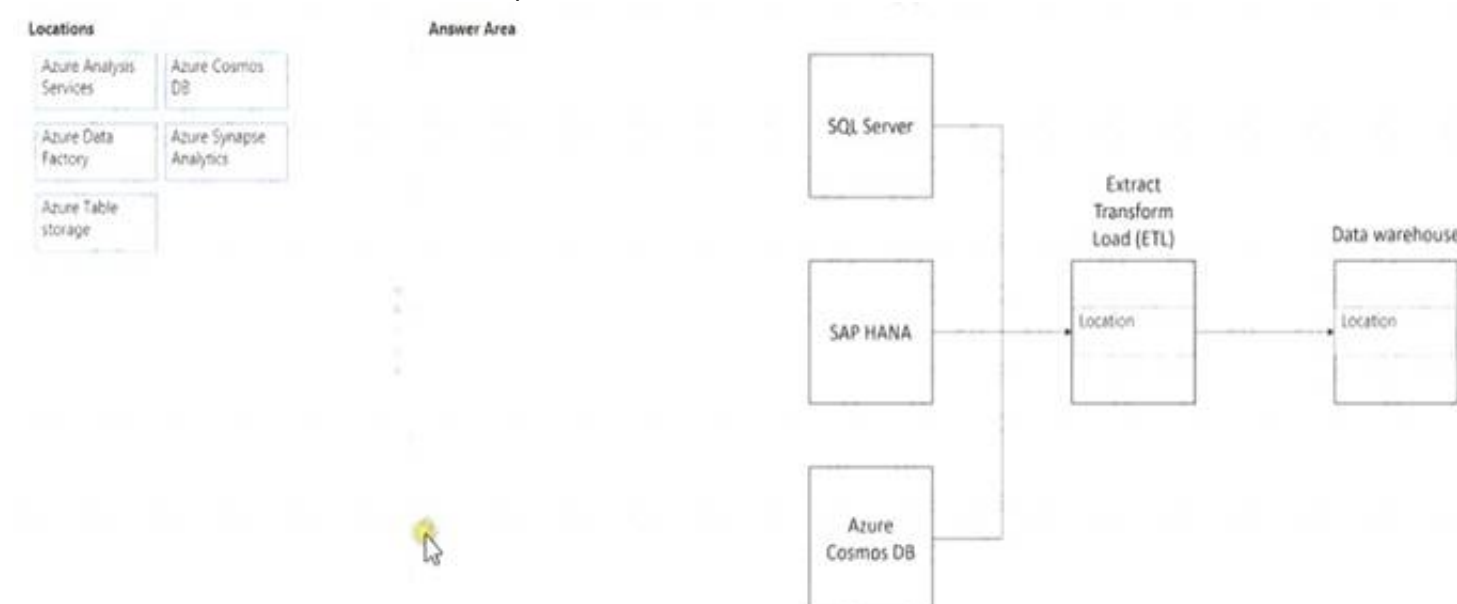 Locations
Answer Area
Azure Analysis
Services
Azure Cosmos
DB
Azure Data
Factory
Azure Synapse
Analytics
Azure Table
storage
SQL Server
SAP HANA
Azure
Cosmos DB
Extract
Transform
Load (ETL)
Location
Data warehouse
Location